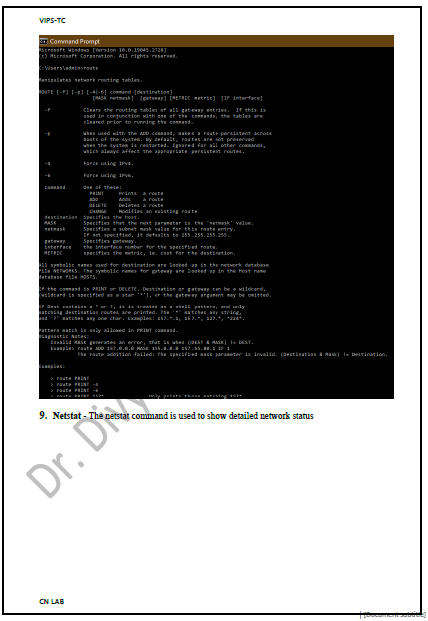 VIPS-TC
Command Prompt
Microsoft Windows [Version 10.0.19045.2728]
(c) Microsoft Corporation. All rights reserved.
C:\Users\admin>route
Manipulates network routing tables.
ROUTE [-f] [-p] [-4|-6] command [destination]
[MASK netmask] [gateway] [METRIC metric] [IF interface]
-f Clears the routing tables of all gateway entries. If this is
used in conjunction with one of the commands, the tables are
cleared prior to running the command.
-p When used with the ADD command, makes a route persistent across
boots of the system. By default, routes are not preserved
when the system is restarted. Ignored for all other commands,
which always affect the appropriate persistent routes.
-4 Force using IPv4.
-6 Force using IPv6.
command One of these:
PRINT Prints a route
ADD Adds a route
DELETE Deletes a route
CHANGE Modifies an existing route
destination Specifies the host.
MASK Specifies that the next parameter is the 'netmask' value.
netmask Specifies a subnet mask value for this route entry.
If not specified, it defaults to 255.255.255.255.
gateway Specifies gateway.
interface the interface number for the specified route.
METRIC specifies the metric, ie. cost for the destination.
All symbolic names used for destination are looked up in the network database
file NETWORKS. The symbolic names for gateway are looked up in the host name
database file HOSTS.
If the command is PRINT or DELETE. Destination or gateway can be a wildcard,
(wildcard is specified as a star '*'), or the gateway argument may be omitted.
If Dest contains a * or ?, it is treated as a shell pattern, and only
matching destination routes are printed. The '*' matches any string,
and '?' matches any one char. Examples: 157.*.1, 157.*, 127.*, *224*.
Pattern match is only allowed in PRINT command.
Diagnostic Notes:
Invalid MASK generates an error, that is when (DEST & MASK) != DEST.
Example> route ADD 157.0.0.0 MASK 155.0.0.0 157.55.80.1 IF 1
The route addition failed: The specified mask parameter is invalid. (Destination & Mask) != Destination.
Examples:
> route PRINT
> route PRINT -4
> route PRINT -6
> route PRINT 157* .... Only prints those matching 157*
9. Netstat - The netstat command is used to show detailed network status
Dr. Divy
CN LAB
| [Document subtitle]